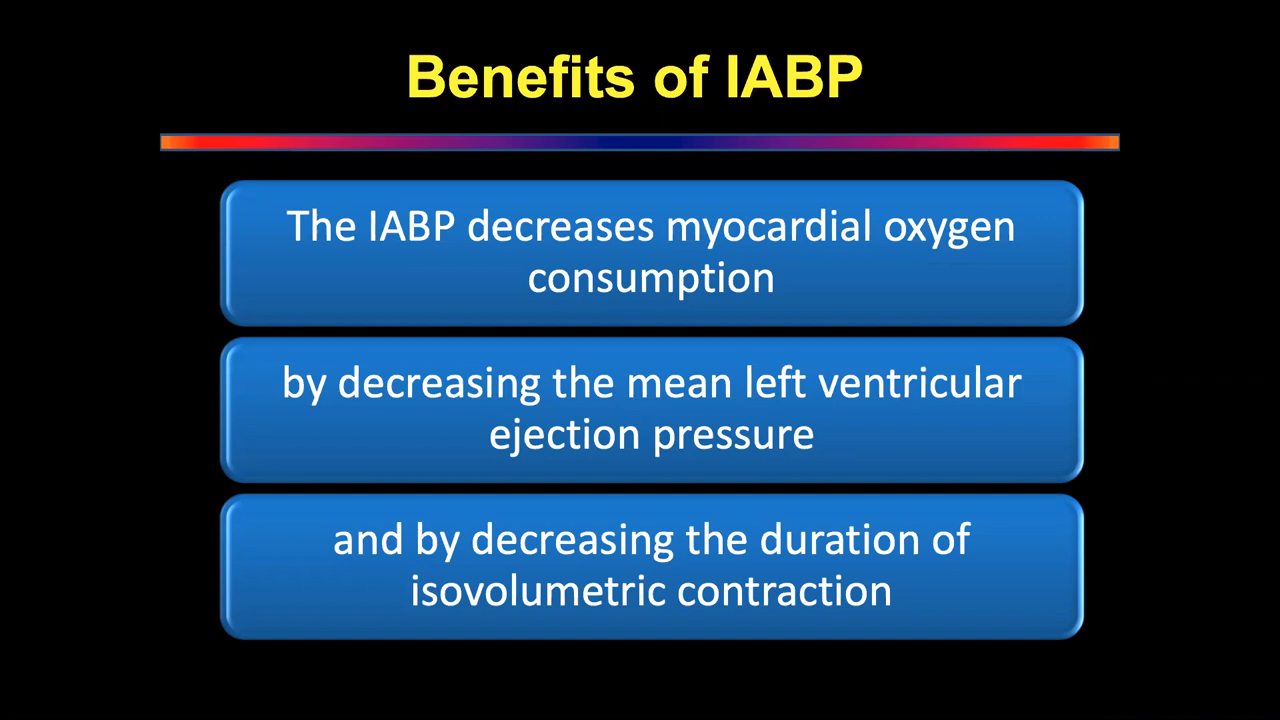 Benefits of IABP
The IABP decreases myocardial oxygen
consumption
by decreasing the mean left ventricular
ejection pressure
and by decreasing the duration of
isovolumetric contraction